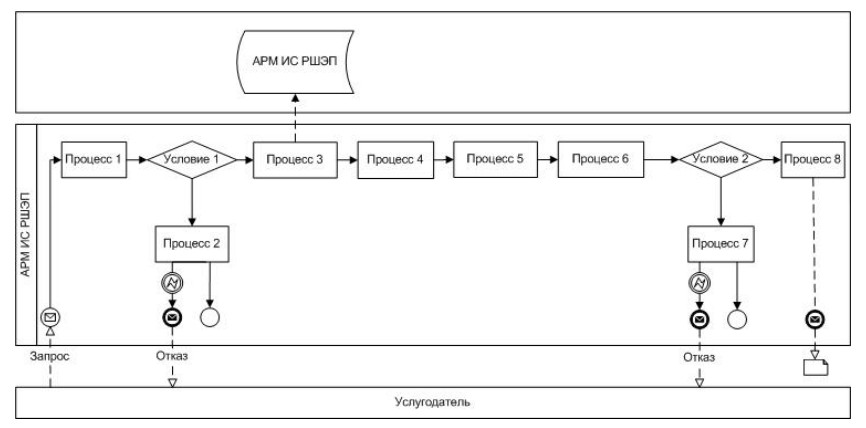 АРМ ИС РШЭП
АРМ ИС РШЭП
Процесс 1
Условие 1
Процесс 3
Процесс 4
Процесс 5
Процесс 6
Условие 2
Процесс 8
Процесс 2
Процесс 7
Запрос
Отказ
Отказ
Услугодатель